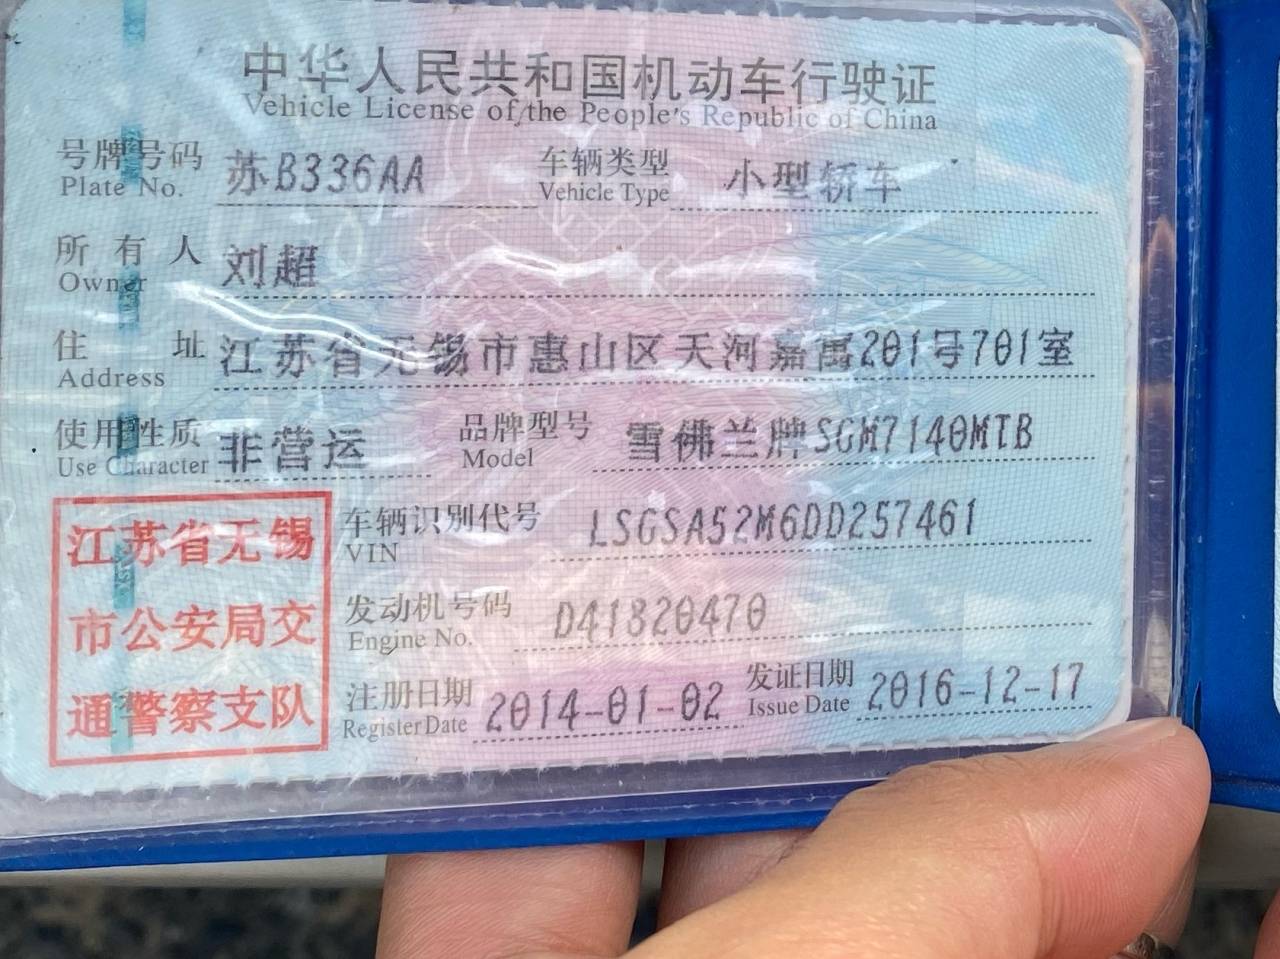 中华人民共和国机动车行驶证
Vehicle License of the People's Republic of China
号牌号码 苏B336AA 车辆类型 小型轿车
Plate No. Vehicle Type
所有人 刘超
Owner
住址 江苏省无锡市惠山区天河嘉寓201号701室
Address
使用性质 非营运 品牌型号 雪佛兰牌SGM7140MTB
Use Character Model
江苏省无锡
市公安局交
通警察支队
车辆识别代号 LSGSA52M6DD257461
VIN
发动机号码 D41820470
Engine No.
注册日期 2014-01-02 发证日期 2016-12-17
Register Date Issue Date